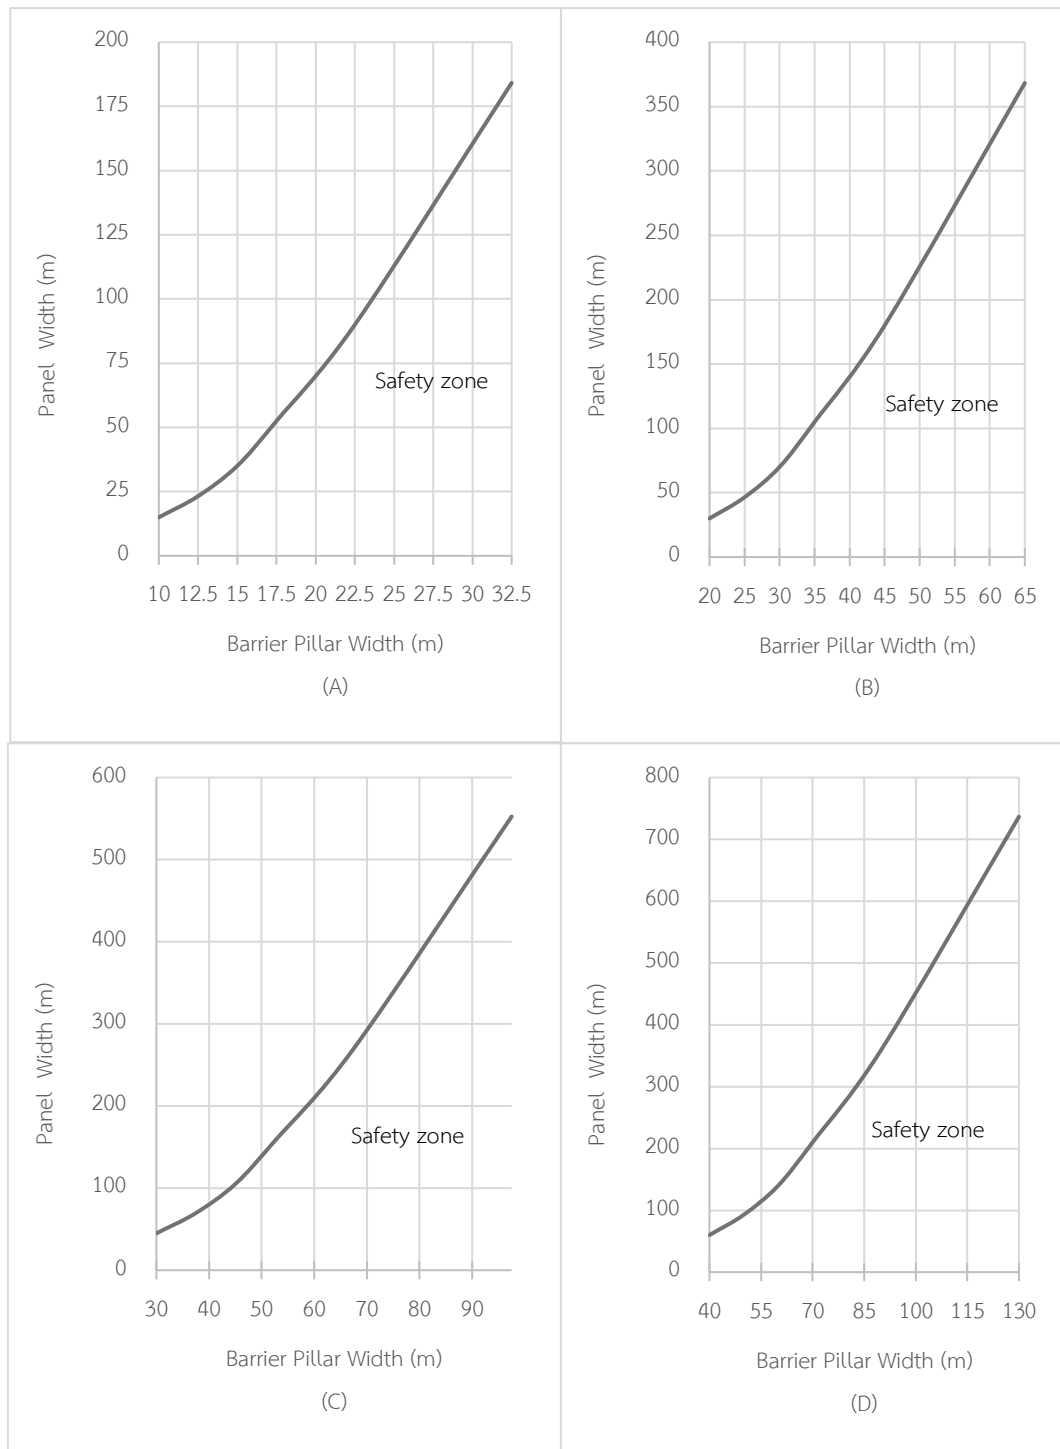 200
175
150
125
100
75
50
25
0
Panel Width (m)
Safety zone
10 12.5 15 17.5 20 22.5 25 27.5 30 32.5
Barrier Pillar Width (m)
(A)
400
350
300
250
200
150
100
50
0
Panel Width (m)
Safety zone
20 25 30 35 40 45 50 55 60 65
Barrier Pillar Width (m)
(B)
600
500
400
300
200
100
0
Panel Width (m)
Safety zone
30 40 50 60 70 80 90
Barrier Pillar Width (m)
(C)
800
700
600
500
400
300
200
100
0
Panel Width (m)
Safety zone
40 55 70 85 100 115 130
Barrier Pillar Width (m)
(D)